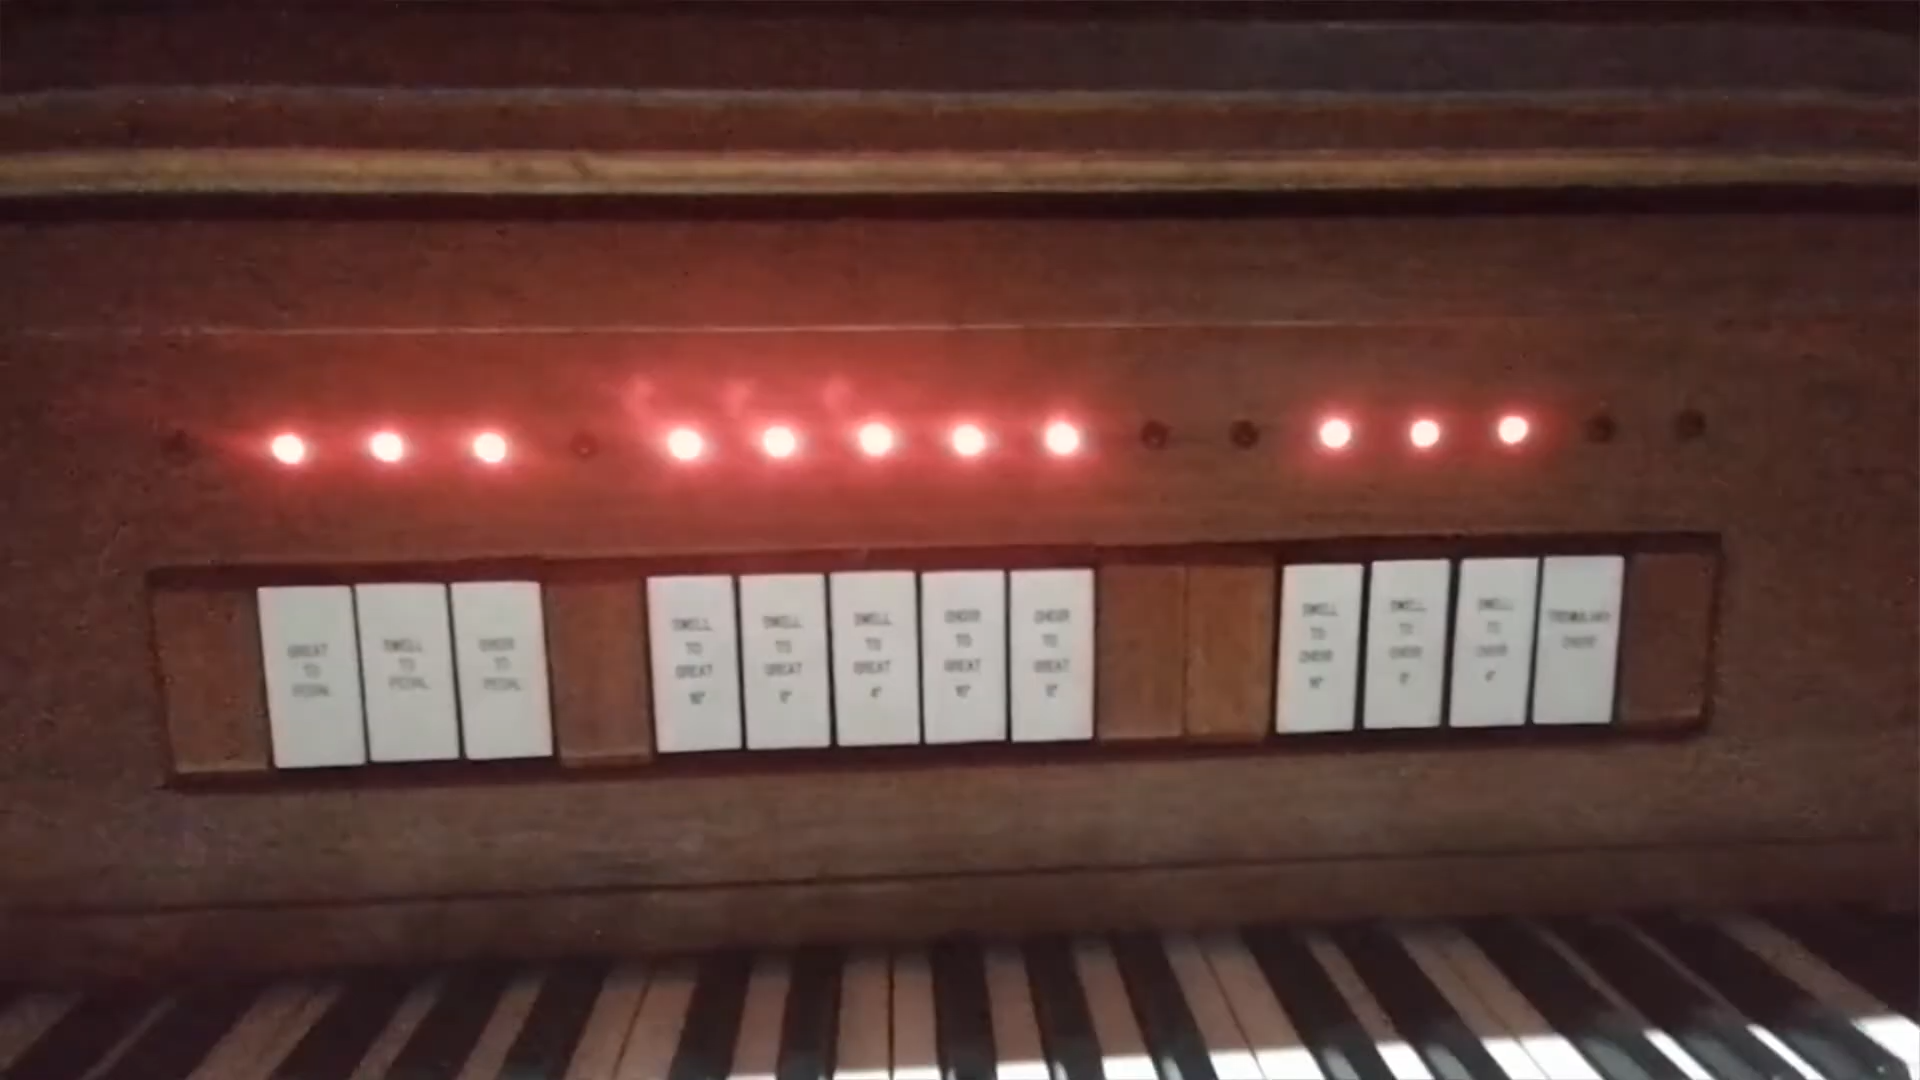 GREAT
TO
PEDAL
SWELL
TO
PEDAL
CHOIR
TO
PEDAL
SWELL
TO
GREAT
16'
SWELL
TO
GREAT
8'
SWELL
TO
GREAT
4'
CHOIR
TO
GREAT
16'
CHOIR
TO
GREAT
8'
SWELL
TO
CHOIR
16'
SWELL
TO
CHOIR
8'
SWELL
TO
CHOIR
4'
TREMULANT
CHOIR